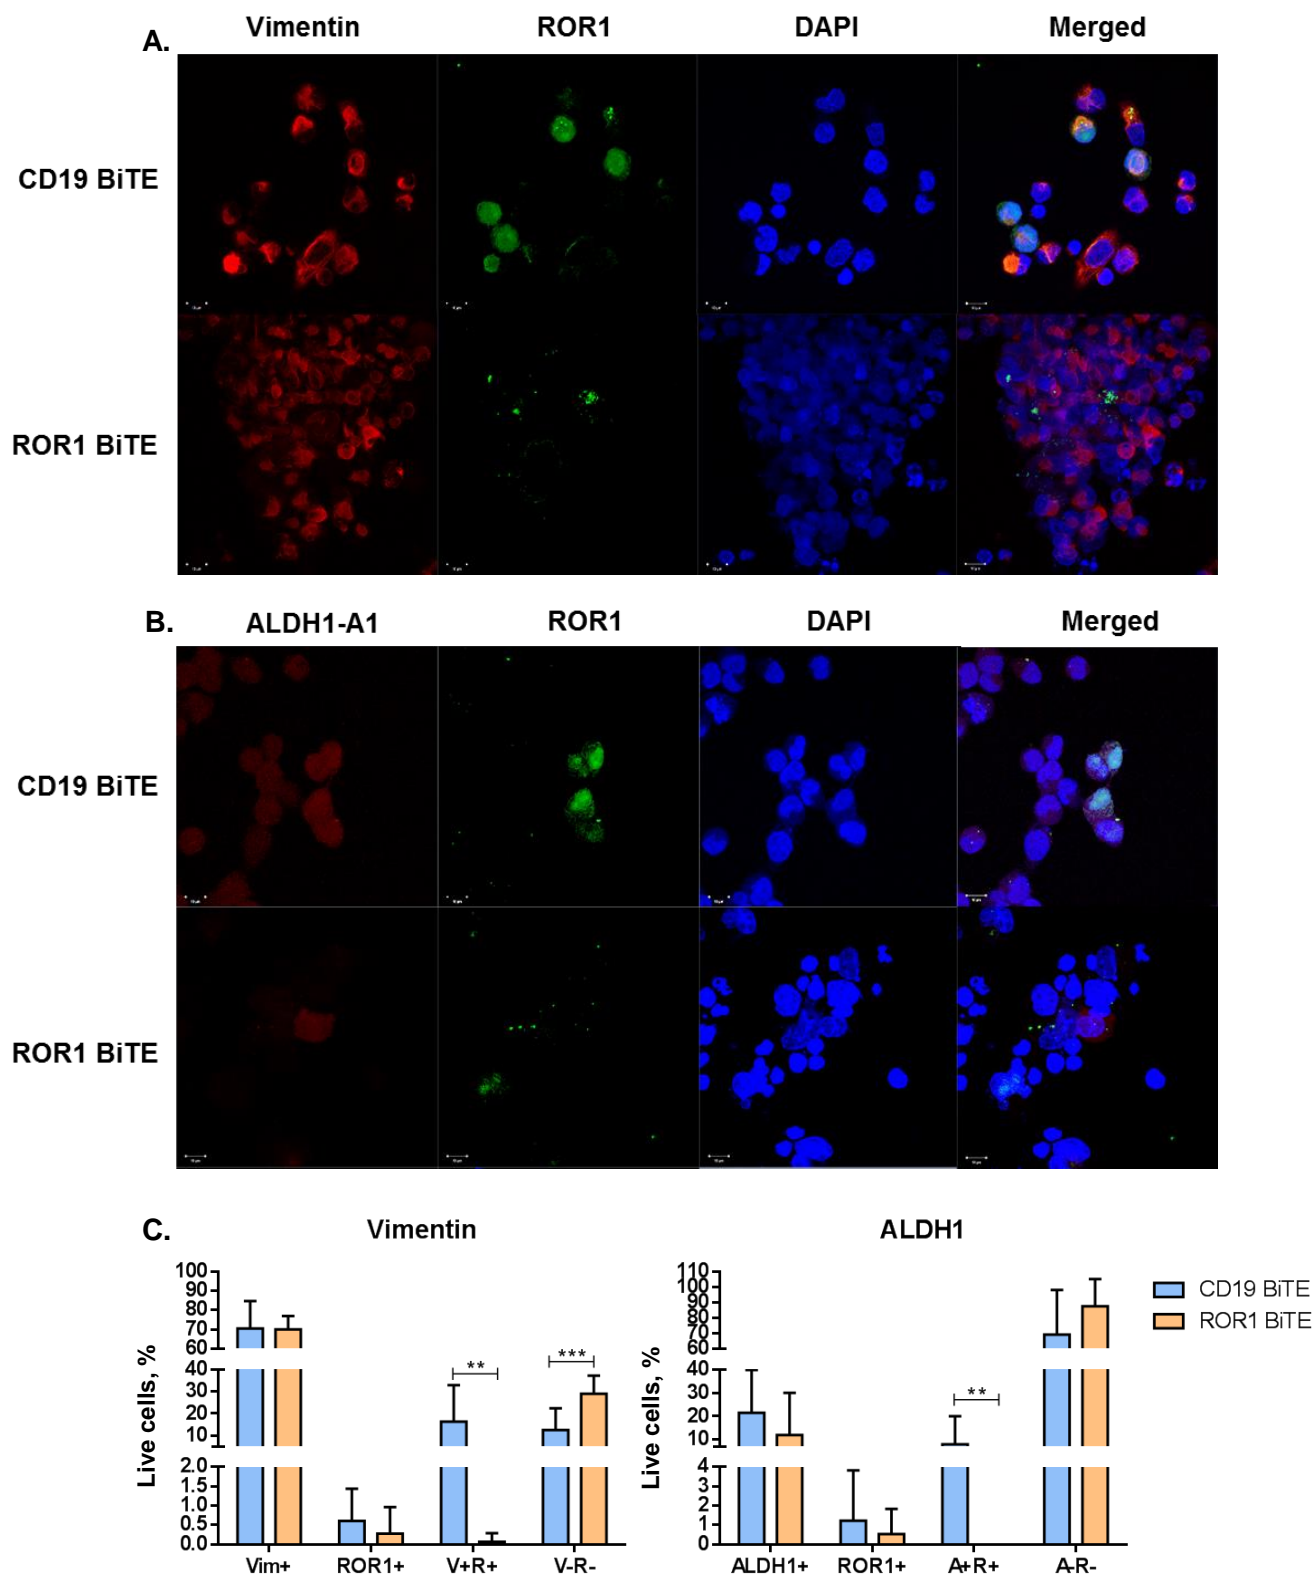 A. Vimentin ROR1 DAPI Merged
CD19 BiTE
ROR1 BiTE
B. ALDH1-A1 ROR1 DAPI Merged
CD19 BiTE
ROR1 BiTE
C. Vimentin ALDH1
Live cells, %
100
90
80
70
60
40
30
20
10
2.0
1.5
1.0
0.5
0.0
**
***
Vim+ ROR1+ V+R+ V-R-
Live cells, %
110
100
90
80
70
60
40
30
20
10
4
3
2
1
0
**
ALDH1+ ROR1+ A+R+ A-R-
CD19 BiTE
ROR1 BiTE